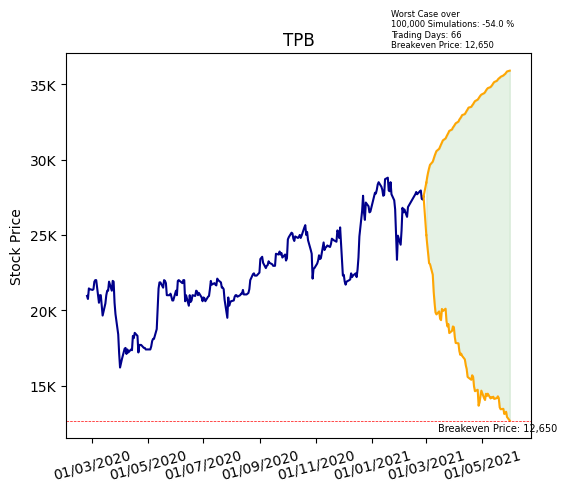 Worst Case over
100,000 Simulations: -54.0 %
Trading Days: 66
Breakeven Price: 12,650
TPB
Stock Price
35K
30K
25K
20K
15K
Breakeven Price: 12,650
01/03/2020
01/05/2020
01/07/2020
01/09/2020
01/11/2020
01/01/2021
01/03/2021
01/05/2021